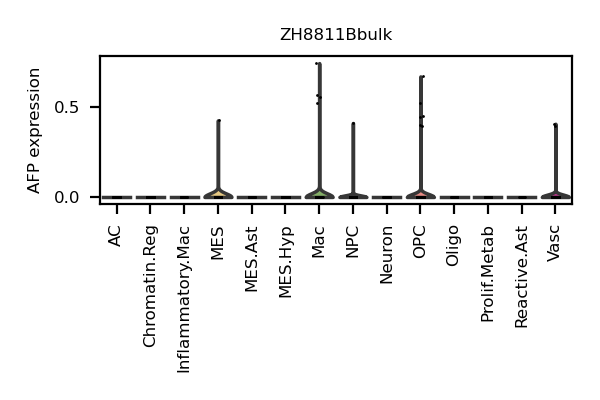 ZH8811Bbulk
AFP expression
0.5
0.0
AC
Chromatin.Reg
Inflammatory.Mac
MES
MES.Ast
MES.Hyp
Mac
NPC
Neuron
OPC
Oligo
Prolif.Metab
Reactive.Ast
Vasc